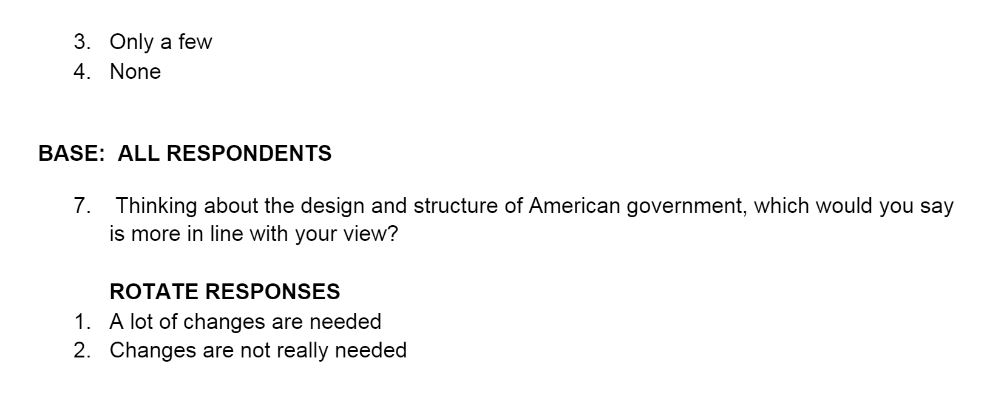 3. Only a few
4. None
BASE: ALL RESPONDENTS
7. Thinking about the design and structure of American government, which would you say
is more in line with your view?
ROTATE RESPONSES
1. A lot of changes are needed
2. Changes are not really needed